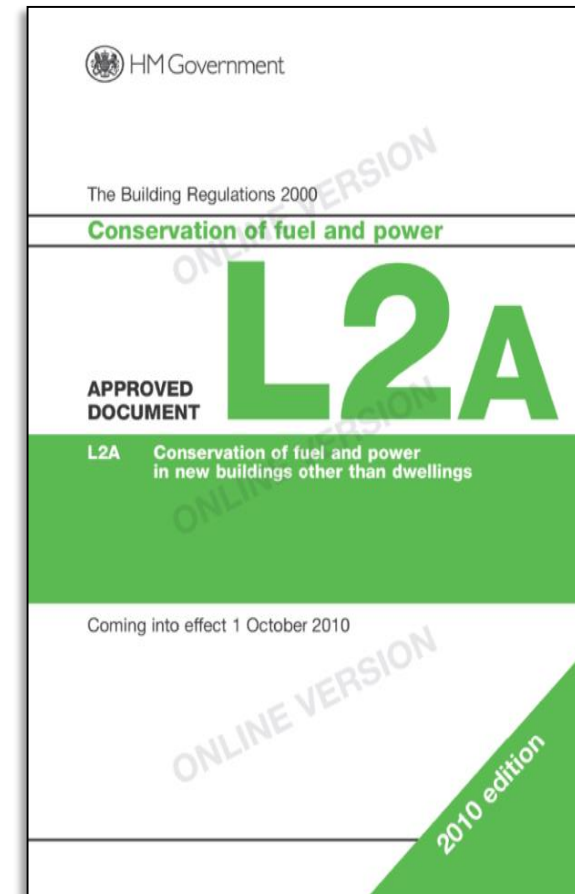 HM Government
ONLINE VERSION
The Building Regulations 2000
Conservation of fuel and power
L2A
APPROVED
DOCUMENT
ONLINE VERSION
L2A Conservation of fuel and power
in new buildings other than dwellings
Coming into effect 1 October 2010
ONLINE VERSION
2010 edition